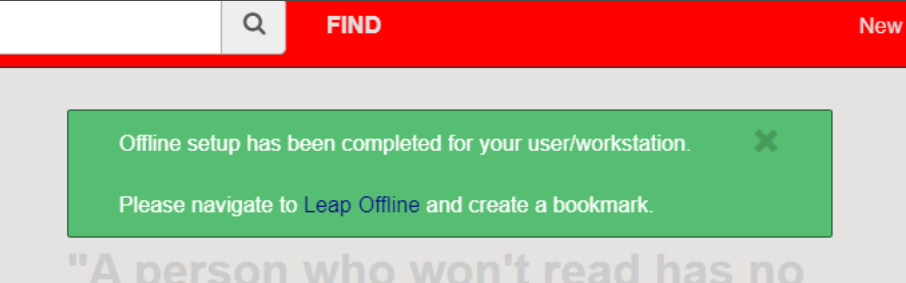 FIND
New
Offline setup has been completed for your user/workstation.
Please navigate to Leap Offline and create a bookmark.
"A person who won't read has no